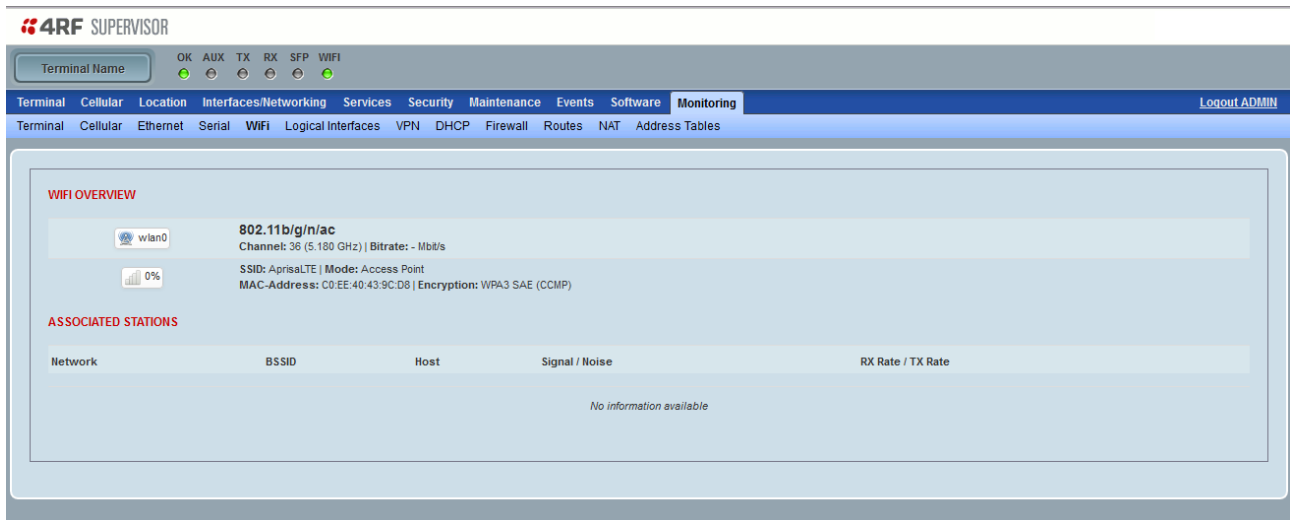 4RF SUPERVISOR
Terminal Name
OK AUX TX RX SFP WIFI
Terminal Cellular Location Interfaces/Networking Services Security Maintenance Events Software Monitoring Logout ADMIN
Terminal Cellular Ethernet Serial WiFi Logical Interfaces VPN DHCP Firewall Routes NAT Address Tables
WIFI OVERVIEW
wlan0
802.11b/g/n/ac
Channel: 36 (5.180 GHz) | Bitrate: - Mbit/s
0%
SSID: AprisaLTE | Mode: Access Point
MAC-Address: C0:EE:40:43:9C:D8 | Encryption: WPA3 SAE (CCMP)
ASSOCIATED STATIONS
Network BSSID Host Signal / Noise RX Rate / TX Rate
No information available